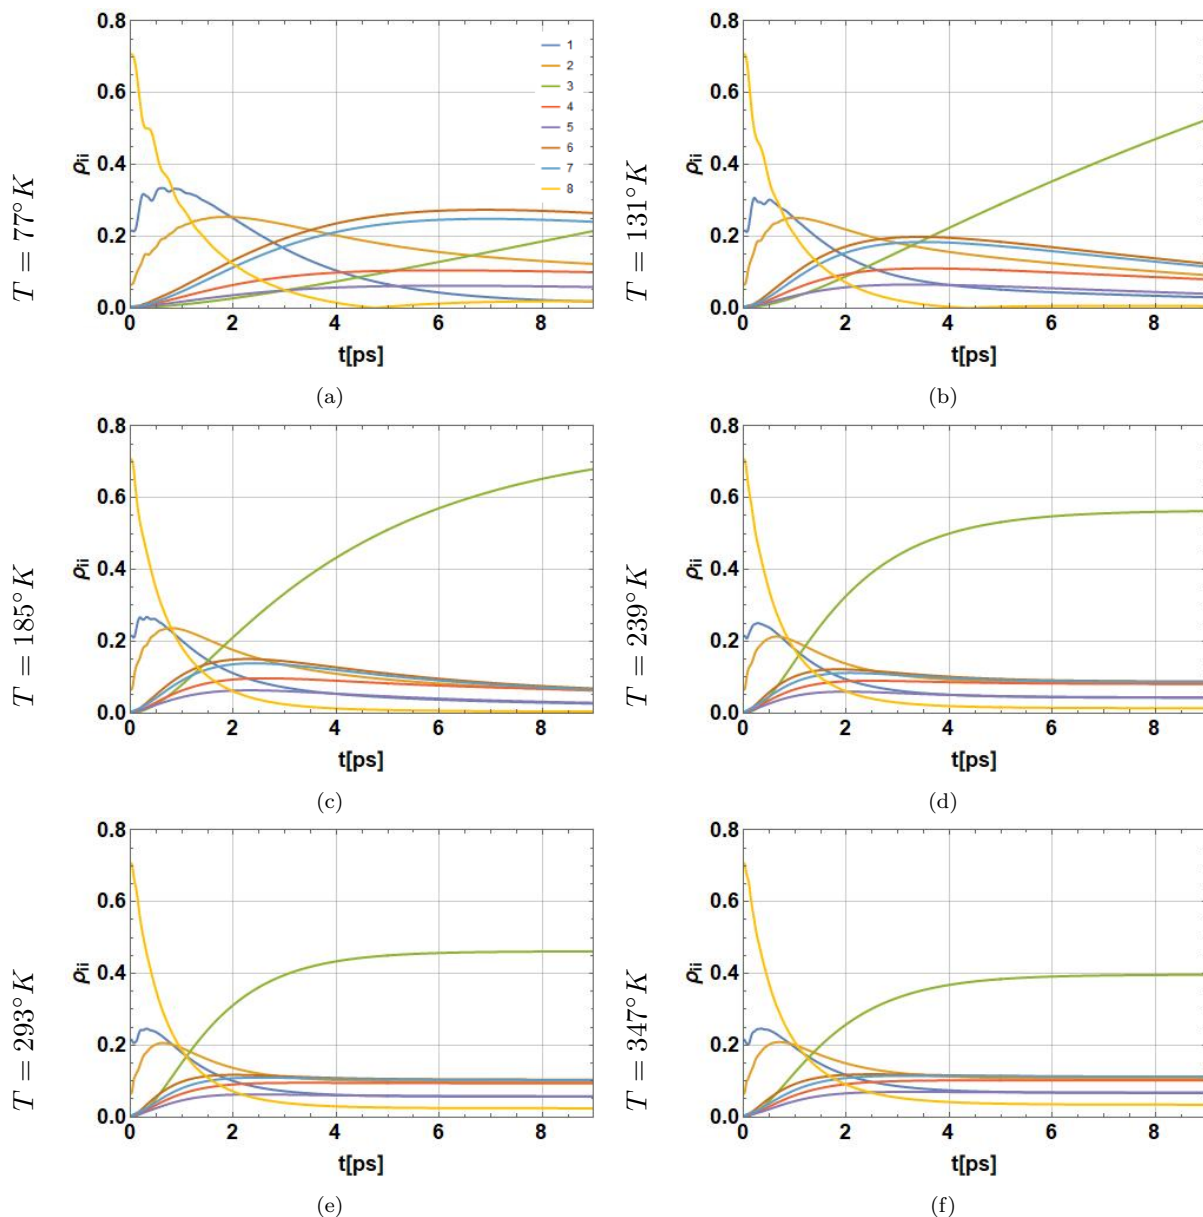 T = 77°K
ρii
0.8
0.6
0.4
0.2
0.0
0 2 4 6 8
t[ps]
1
2
3
4
5
6
7
8
(a)
T = 131°K
ρii
0.8
0.6
0.4
0.2
0.0
0 2 4 6 8
t[ps]
(b)
T = 185°K
ρii
0.8
0.6
0.4
0.2
0.0
0 2 4 6 8
t[ps]
(c)
T = 239°K
ρii
0.8
0.6
0.4
0.2
0.0
0 2 4 6 8
t[ps]
(d)
T = 293°K
ρii
0.8
0.6
0.4
0.2
0.0
0 2 4 6 8
t[ps]
(e)
T = 347°K
ρii
0.8
0.6
0.4
0.2
0.0
0 2 4 6 8
t[ps]
(f)